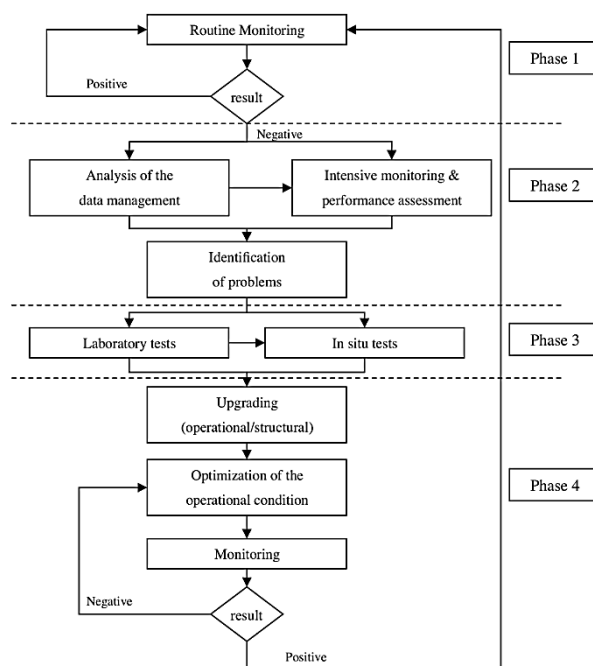 Routine Monitoring
Phase 1
Positive
result
Negative
Analysis of the
data management
Intensive monitoring &
performance assessment
Phase 2
Identification
of problems
Laboratory tests
In situ tests
Phase 3
Upgrading
(operational/structural)
Optimization of the
operational condition
Phase 4
Monitoring
Negative
result
Positive